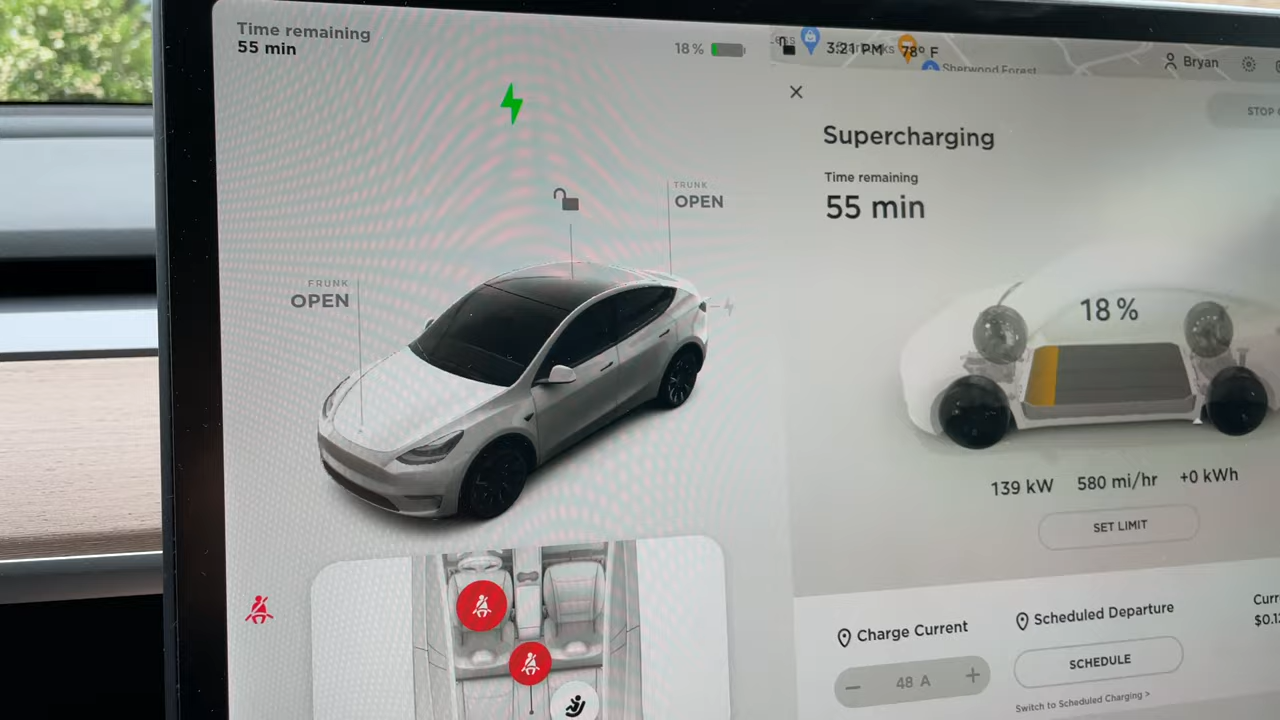 Time remaining
55 min
18 %
3:21 PM
78° F
Sherwood Forest
Bryan
STOP
Supercharging
Time remaining
55 min
TRUNK
OPEN
FRUNK
OPEN
18 %
139 kW 580 mi/hr +0 kWh
SET LIMIT
Charge Current
− 48 A +
Scheduled Departure
SCHEDULE
Switch to Scheduled Charging >
Curr
$0.1